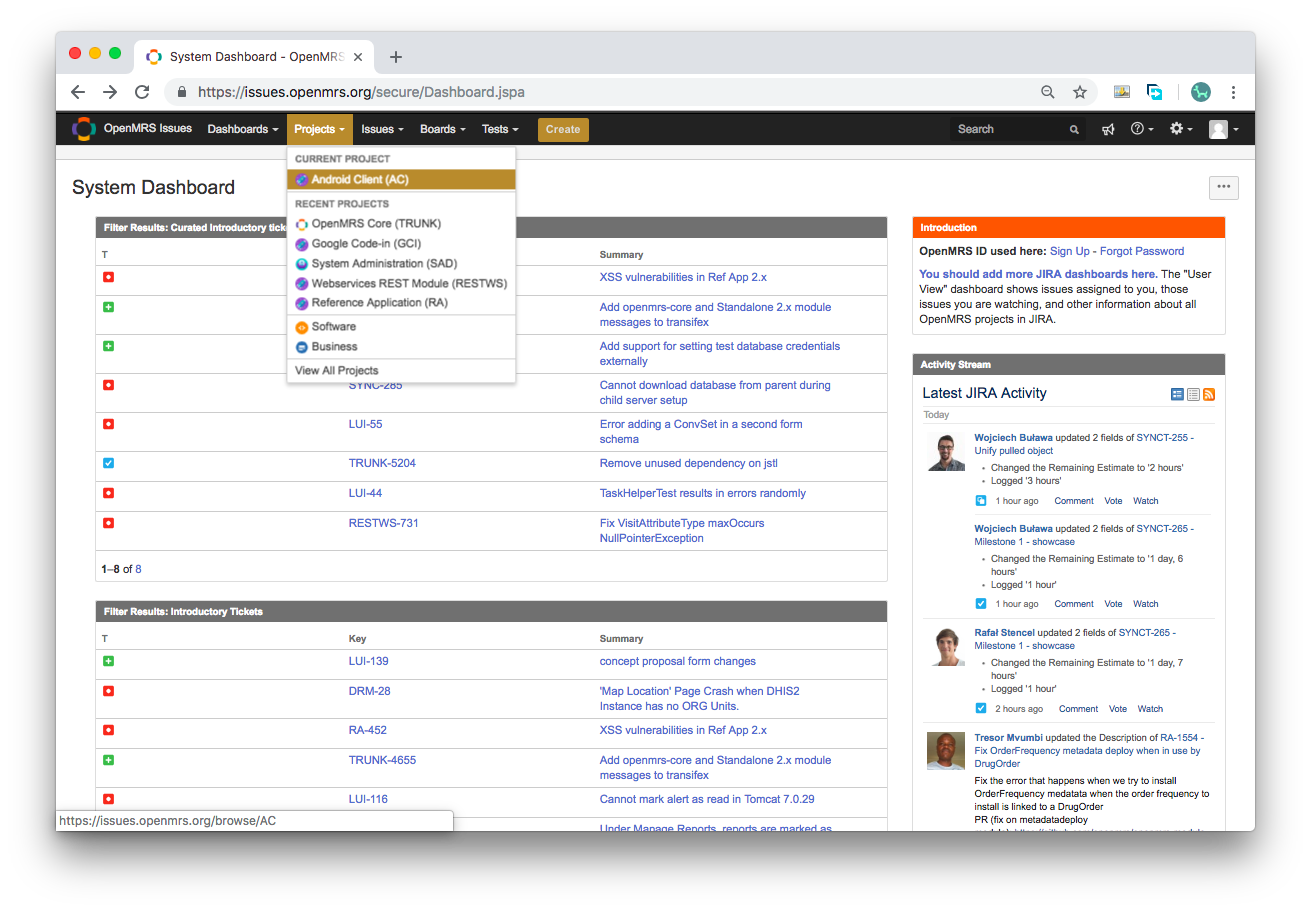 System Dashboard - OpenMRS
https://issues.openmrs.org/secure/Dashboard.jspa
OpenMRS Issues Dashboards Projects Issues Boards Tests Create Search
CURRENT PROJECT
Android Client (AC)
RECENT PROJECTS
OpenMRS Core (TRUNK)
Google Code-in (GCI)
System Administration (SAD)
Webservices REST Module (RESTWS)
Reference Application (RA)
Software
Business
View All Projects
System Dashboard
Filter Results: Curated Introductory
T Summary
XSS vulnerabilities in Ref App 2.x
Add openmrs-core and Standalone 2.x module
messages to transifex
Add support for setting test database credentials
externally
SYNC-285 Cannot download database from parent during
child server setup
LUI-55 Error adding a ConvSet in a second form
schema
TRUNK-5204 Remove unused dependency on jstl
LUI-44 TaskHelperTest results in errors randomly
RESTWS-731 Fix VisitAttributeType maxOccurs
NullPointerException
1–8 of 8
Filter Results: Introductory Tickets
T Key Summary
LUI-139 concept proposal form changes
DRM-28 'Map Location' Page Crash when DHIS2
Instance has no ORG Units.
RA-452 XSS vulnerabilities in Ref App 2.x
TRUNK-4655 Add openmrs-core and Standalone 2.x module
messages to transifex
LUI-116 Cannot mark alert as read in Tomcat 7.0.29
Under Manage Reports, reports are marked as
https://issues.openmrs.org/browse/AC
Introduction
OpenMRS ID used here: Sign Up - Forgot Password
You should add more JIRA dashboards here. The "User
View" dashboard shows issues assigned to you, those
issues you are watching, and other information about all
OpenMRS projects in JIRA.
Activity Stream
Latest JIRA Activity
Today
Wojciech Buława updated 2 fields of SYNCT-255 -
Unify pulled object
Changed the Remaining Estimate to '2 hours'
Logged '3 hours'
1 hour ago Comment Vote Watch
Wojciech Buława updated 2 fields of SYNCT-265 -
Milestone 1 - showcase
Changed the Remaining Estimate to '1 day, 6
hours'
Logged '1 hour'
1 hour ago Comment Vote Watch
Rafał Stencel updated 2 fields of SYNCT-265 -
Milestone 1 - showcase
Changed the Remaining Estimate to '1 day, 7
hours'
Logged '1 hour'
2 hours ago Comment Vote Watch
Tresor Mvumbi updated the Description of RA-1554 -
Fix OrderFrequency metadata deploy when in use by
DrugOrder
Fix the error that happens when we try to install
OrderFrequency medatata when the order frequency to
install is linked to a DrugOrder
PR (fix on metadatadeploy